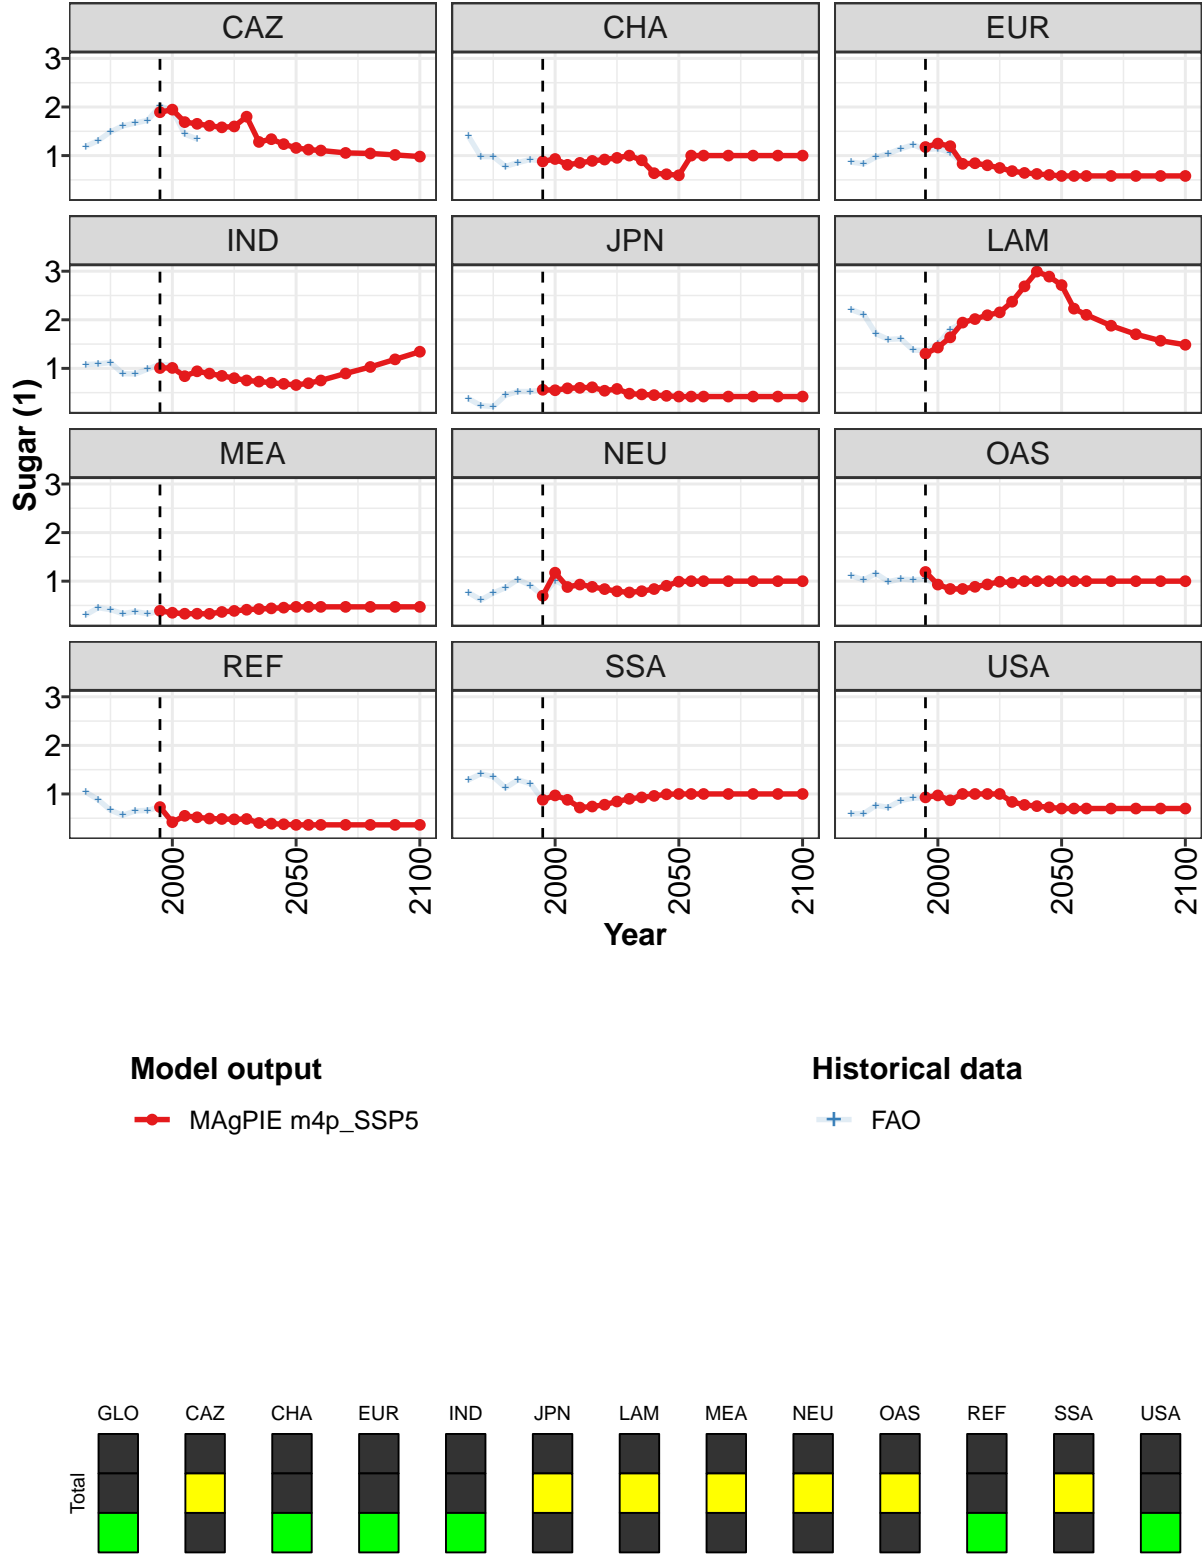 CAZ CHA EUR
3
2
1
IND JPN LAM
3
2
1
MEA NEU OAS
3
2
1
REF SSA USA
3
2
1
Sugar (1)
2000 2050 2100 2000 2050 2100 2000 2050 2100
Year
Model output Historical data
MAgPIE m4p_SSP5 FAO
GLO CAZ CHA EUR IND JPN LAM MEA NEU OAS REF SSA USA
Total